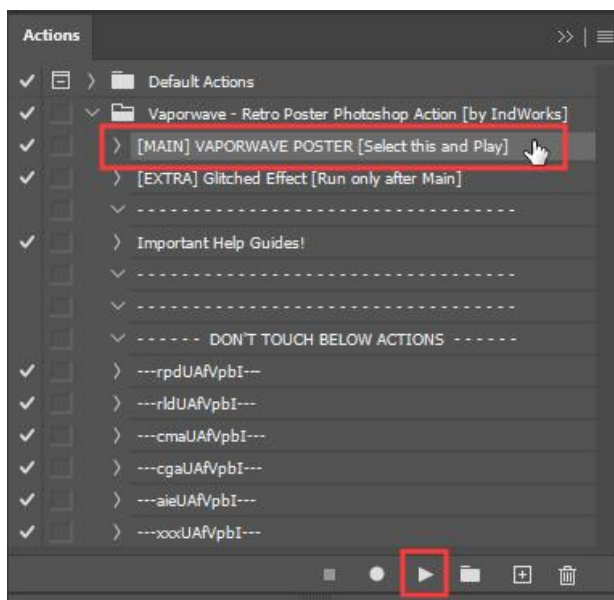 Actions
Default Actions
Vaporwave - Retro Poster Photoshop Action [by IndWorks]
[MAIN] VAPORWAVE POSTER [Select this and Play]
[EXTRA] Glitched Effect [Run only after Main]
- - - - - - - - - - - - - - - - - - - - - - - - - - - - - - - - - -
Important Help Guides!
- - - - - - - - - - - - - - - - - - - - - - - - - - - - - - - - - -
- - - - - - - - - - - - - - - - - - - - - - - - - - - - - - - - - -
- - - - - - DON'T TOUCH BELOW ACTIONS - - - - - -
---rpdUAfVpbI---
---rldUAfVpbI---
---cmaUAfVpbI---
---cgaUAfVpbI---
---aieUAfVpbI---
---xxxUAfVpbI---